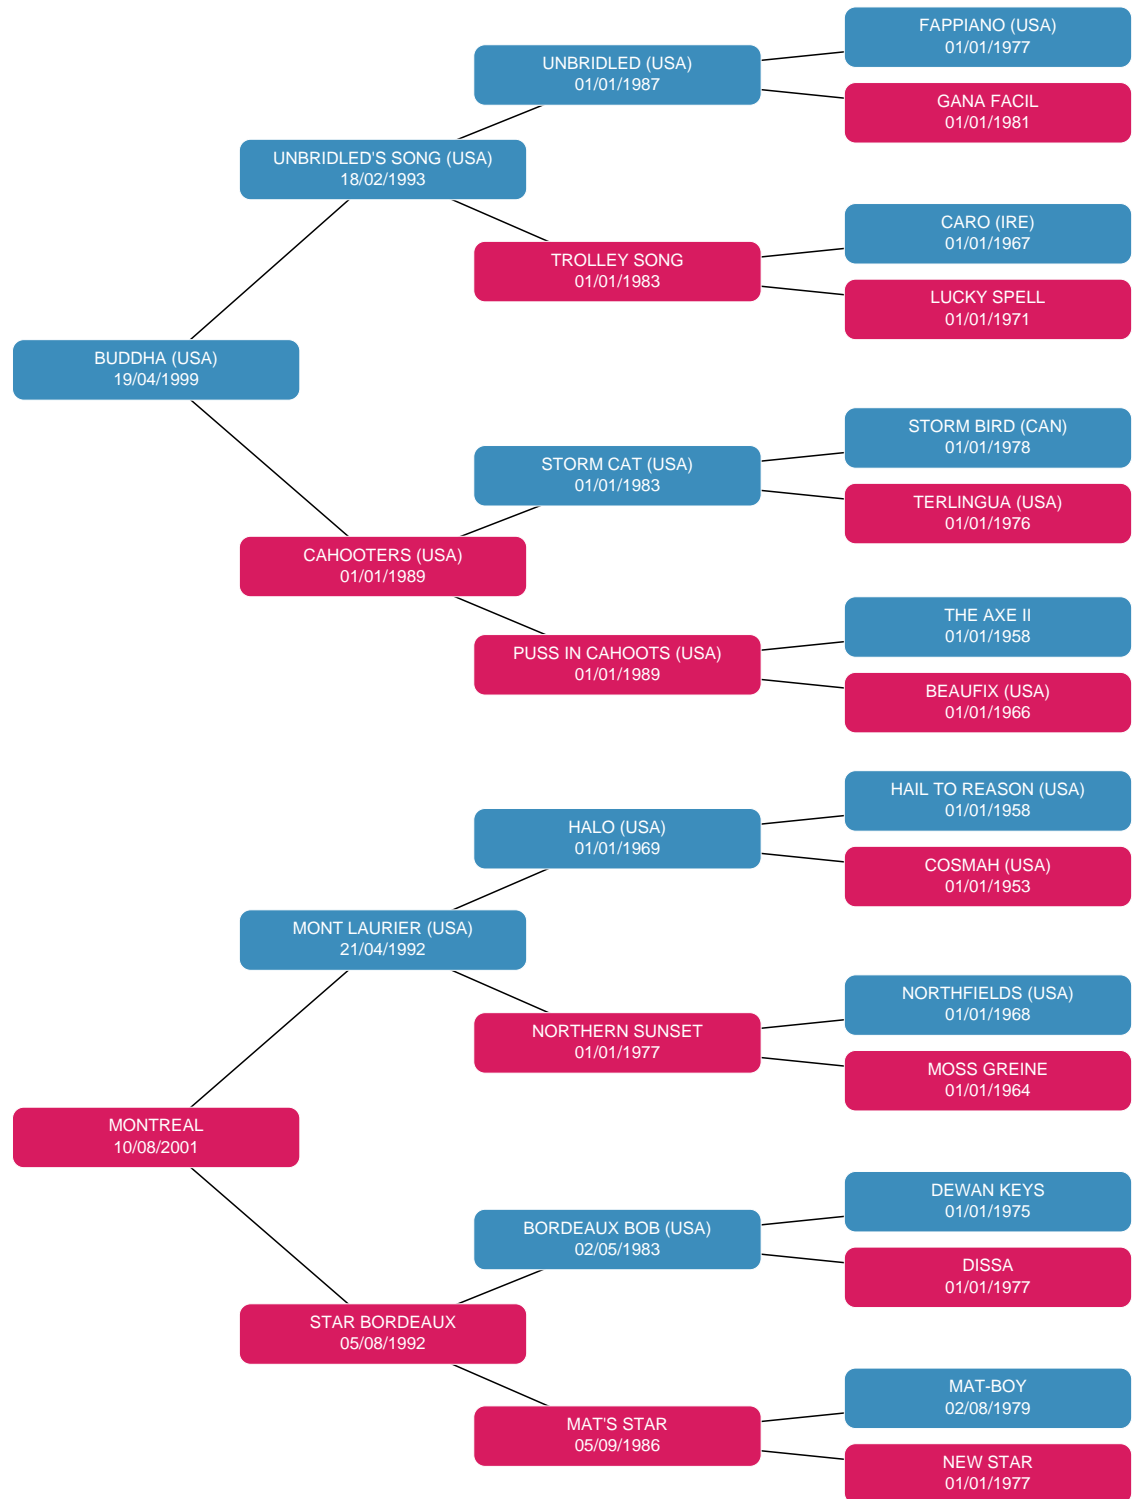 FAPPIANO (USA)
01/01/1977
UNBRIDLED (USA)
01/01/1987
GANA FACIL
01/01/1981
UNBRIDLED'S SONG (USA)
18/02/1993
CARO (IRE)
01/01/1967
TROLLEY SONG
01/01/1983
LUCKY SPELL
01/01/1971
BUDDHA (USA)
19/04/1999
STORM BIRD (CAN)
01/01/1978
STORM CAT (USA)
01/01/1983
TERLINGUA (USA)
01/01/1976
CAHOOTERS (USA)
01/01/1989
THE AXE II
01/01/1958
PUSS IN CAHOOTS (USA)
01/01/1989
BEAUFIX (USA)
01/01/1966
HAIL TO REASON (USA)
01/01/1958
HALO (USA)
01/01/1969
COSMAH (USA)
01/01/1953
MONT LAURIER (USA)
21/04/1992
NORTHFIELDS (USA)
01/01/1968
NORTHERN SUNSET
01/01/1977
MOSS GREINE
01/01/1964
MONTREAL
10/08/2001
DEWAN KEYS
01/01/1975
BORDEAUX BOB (USA)
02/05/1983
DISSA
01/01/1977
STAR BORDEAUX
05/08/1992
MAT-BOY
02/08/1979
MAT'S STAR
05/09/1986
NEW STAR
01/01/1977